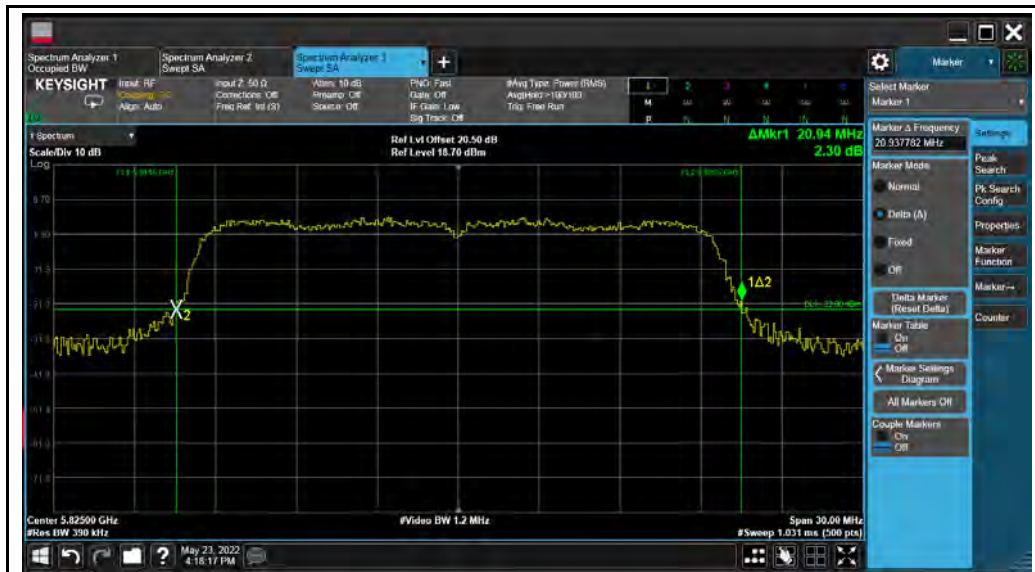 Spectrum Analyzer 1
Occupied BW
Spectrum Analyzer 2
Swept SA
Spectrum Analyzer 3
Swept SA
+
Marker
KEYSIGHT
Input: RF
Align: Auto
Input Z: 50 Ω
Corrections: Off
Freq Ref: Int (S)
Atten: 10 dB
Preamp: Off
Source: Off
PNO: Fast
Gate: Off
IF Gain: Low
Sig Track: Off
#Avg Type: Power (RMS)
Avg|Hold:>100/100
Trig: Free Run
M
P
Select Marker
Marker 1
1 Spectrum
Scale/Div 10 dB
Log
Ref Lvl Offset 20.50 dB
Ref Level 18.70 dBm
ΔMkr1 20.94 MHz
2.30 dB
8.70
1Δ2
2
Center 5.82500 GHz
#Res BW 390 kHz
#Video BW 1.2 MHz
Span 30.00 MHz
#Sweep 1.031 ms (500 pts)
Marker Δ Frequency
20.937782 MHz
Marker Mode
Normal
Delta (Δ)
Fixed
Off
Delta Marker
(Reset Delta)
Marker Table
On
Off
Marker Settings
Diagram
All Markers Off
Couple Markers
On
Off
Settings
Peak
Search
Pk Search
Config
Properties
Marker
Function
Marker→
Counter
?
May 23, 2022
4:18:17 PM